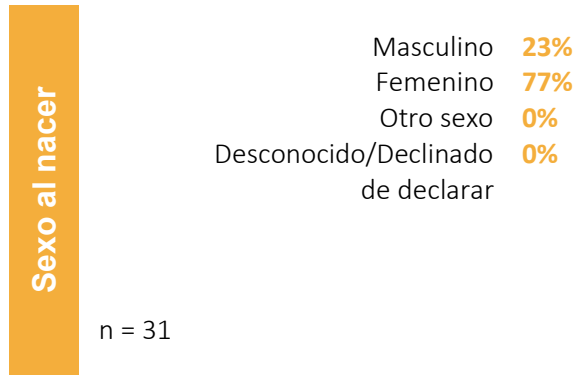 Sexo al nacer
Masculino 23%
Femenino 77%
Otro sexo 0%
Desconocido/Declinado 0%
de declarar
n = 31